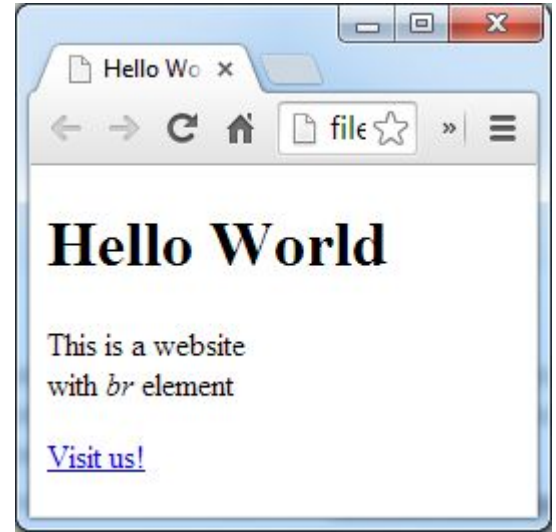 Hello Wo
file
Hello World
This is a website
with br element
Visit us!